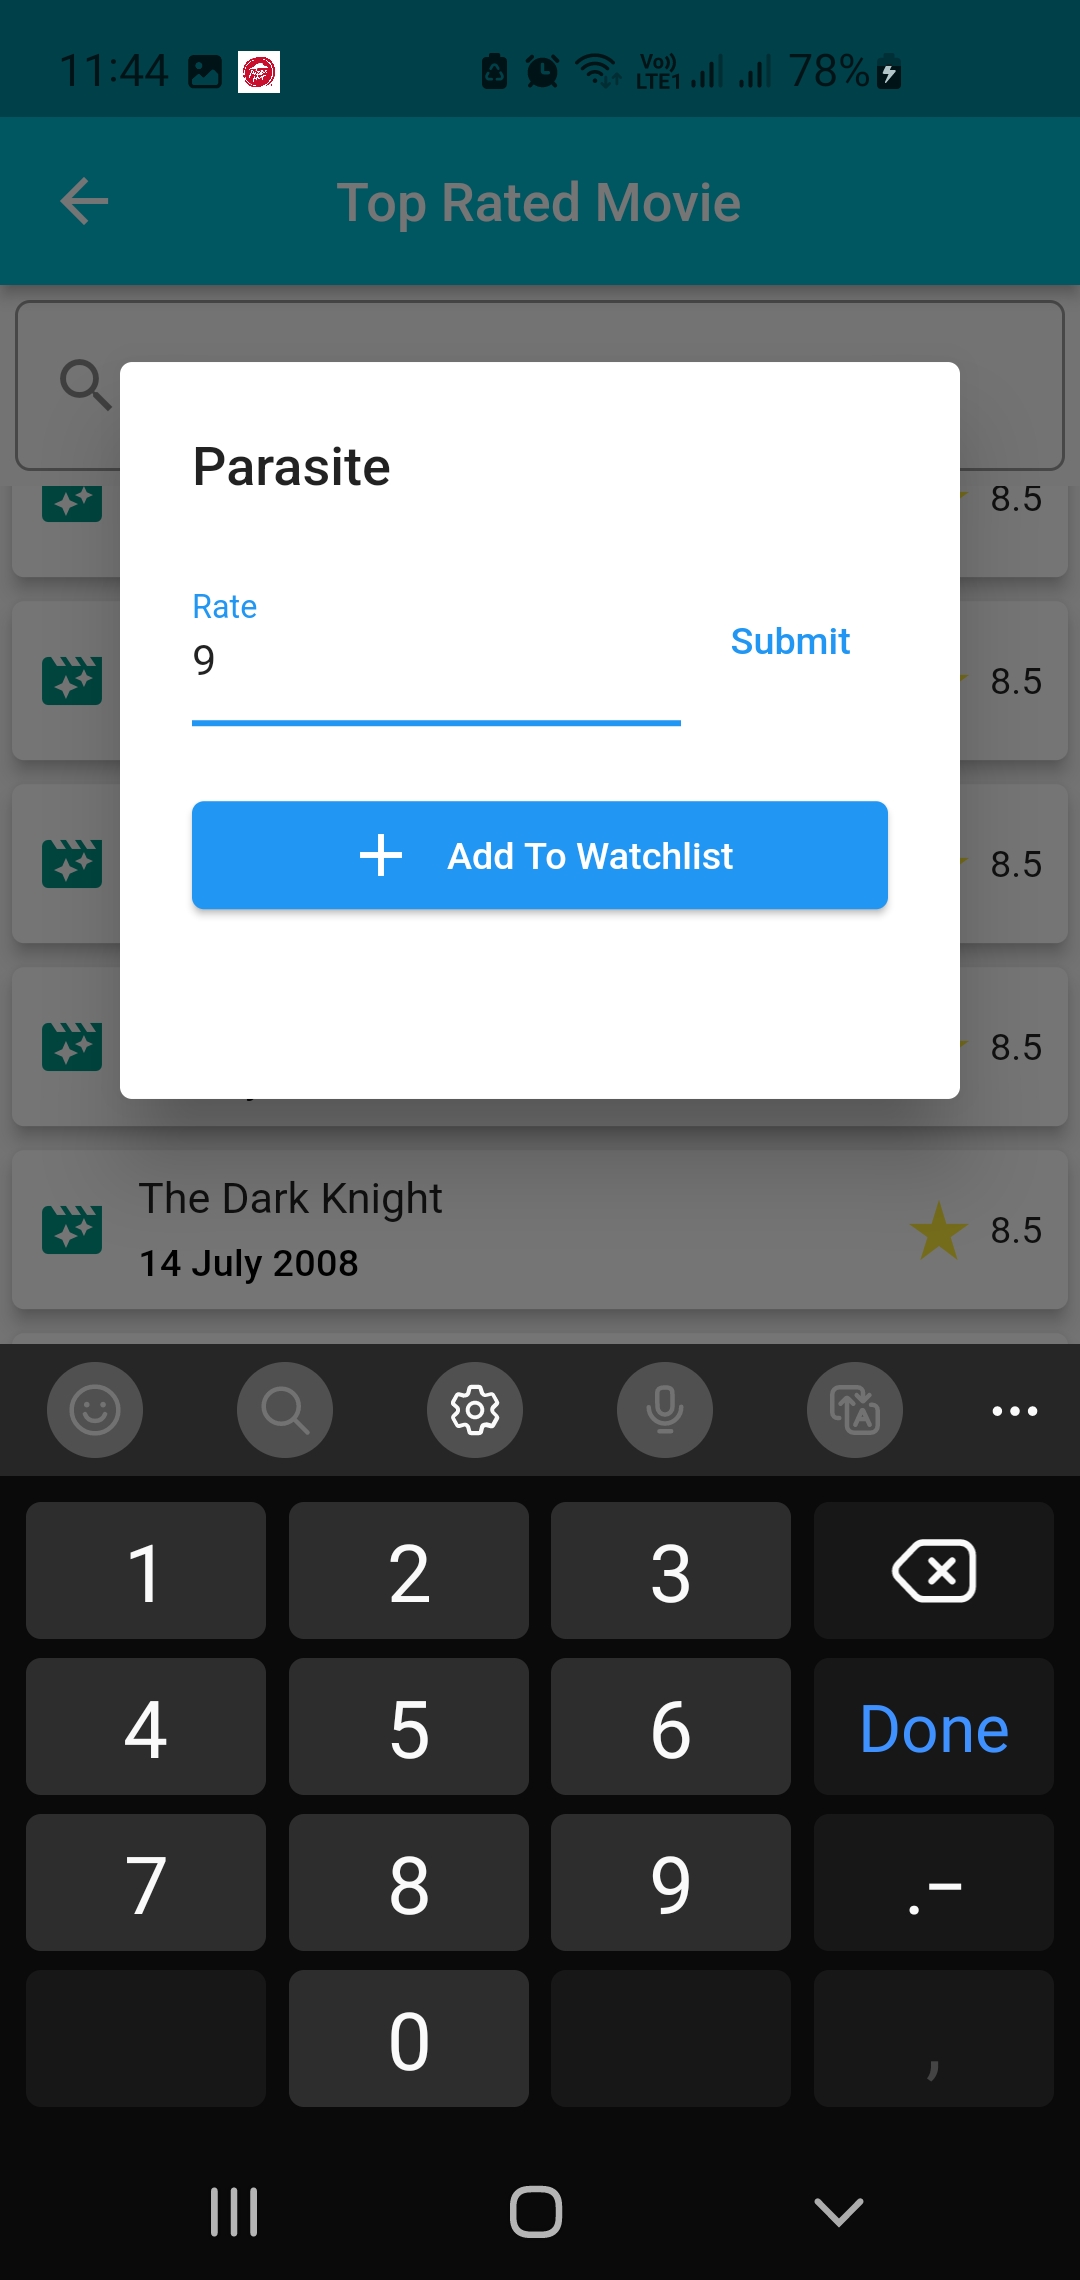 11:44 Vo)) LTE1 78%
Top Rated Movie
8.5
Parasite
Rate
9
Submit
8.5
Add To Watchlist
8.5
8.5
The Dark Knight
14 July 2008
8.5
1 2 3
4 5 6 Done
7 8 9 .-
0 ,